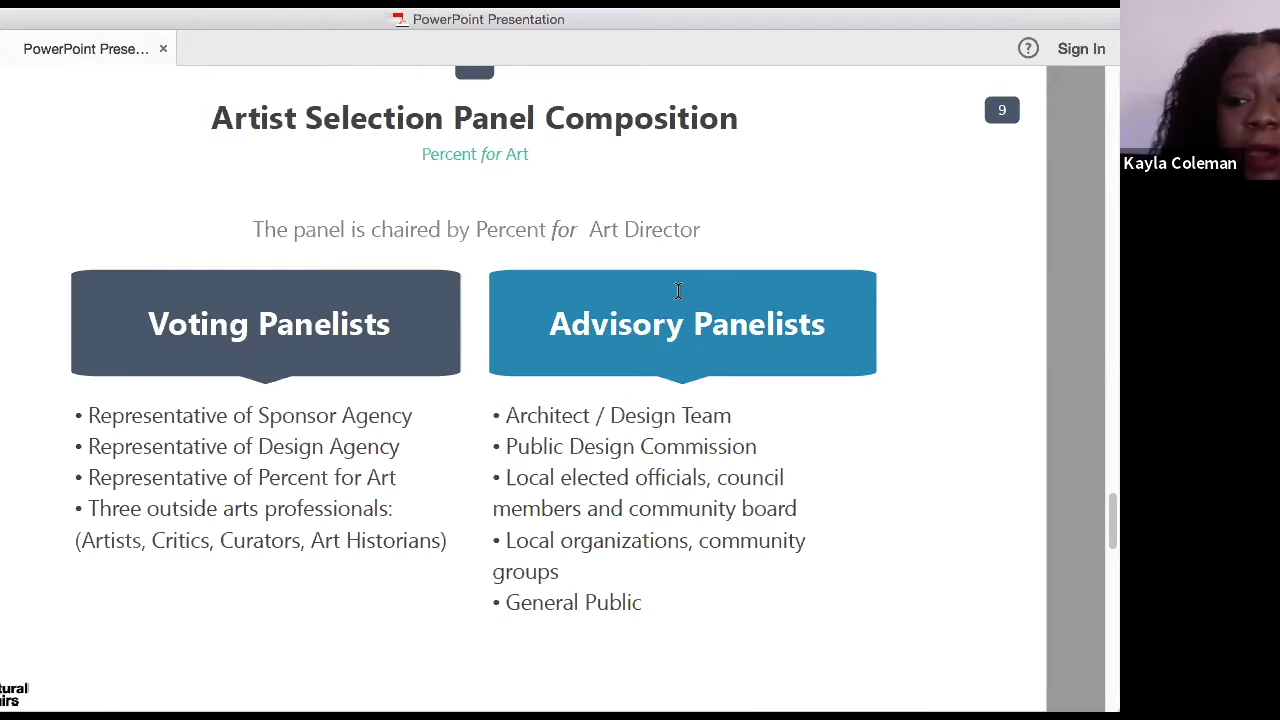 PowerPoint Presentation
PowerPoint Prese... ×
? Sign In
Artist Selection Panel Composition
9
Percent for Art
Kayla Coleman
The panel is chaired by Percent for Art Director
Voting Panelists
• Representative of Sponsor Agency
• Representative of Design Agency
• Representative of Percent for Art
• Three outside arts professionals:
(Artists, Critics, Curators, Art Historians)
Advisory Panelists
• Architect / Design Team
• Public Design Commission
• Local elected officials, council
members and community board
• Local organizations, community
groups
• General Public